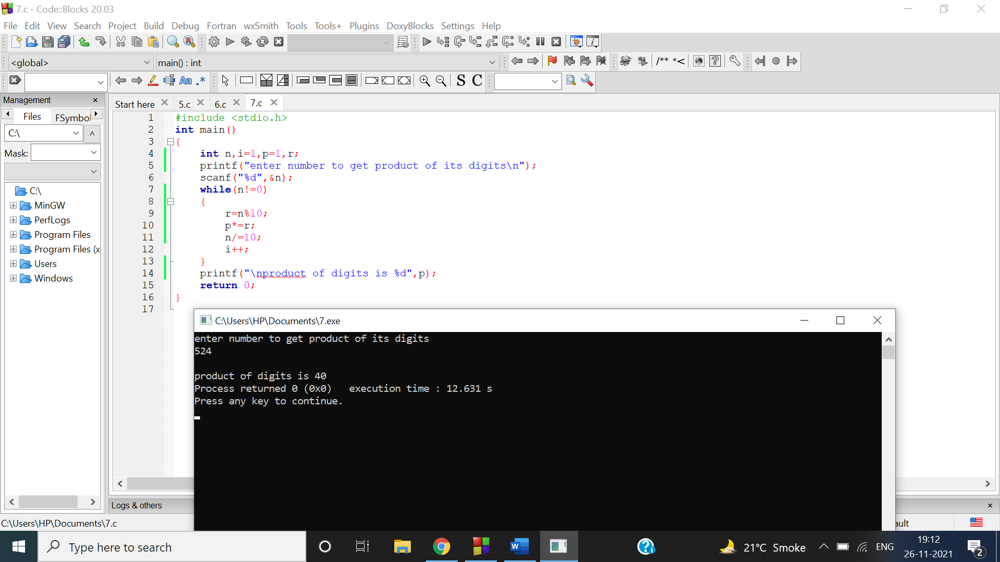 7.c - Code::Blocks 20.03
File Edit View Search Project Build Debug Fortran wxSmith Tools Tools+ Plugins DoxyBlocks Settings Help
<global> main() : int /** *<
Aa .* S C
Management
Files FSymbol
C:\
Mask:
C:\
MinGW
PerfLogs
Program Files
Program Files (x
Users
Windows
Start here 5.c 6.c 7.c
1 #include <stdio.h>
2 int main()
3 {
4 int n,i=1,p=1,r;
5 printf("enter number to get product of its digits\n");
6 scanf("%d",&n);
7 while(n!=0)
8 {
9 r=n%10;
10 p*=r;
11 n/=10;
12 i++;
13 }
14 printf("\nproduct of digits is %d",p);
15 return 0;
16 }
17
C:\Users\HP\Documents\7.exe
enter number to get product of its digits
524
product of digits is 40
Process returned 0 (0x0)   execution time : 12.631 s
Press any key to continue.
Logs & others
C:\Users\HP\Documents\7.c ault
Type here to search
21°C Smoke ENG
19:12
26-11-2021
2